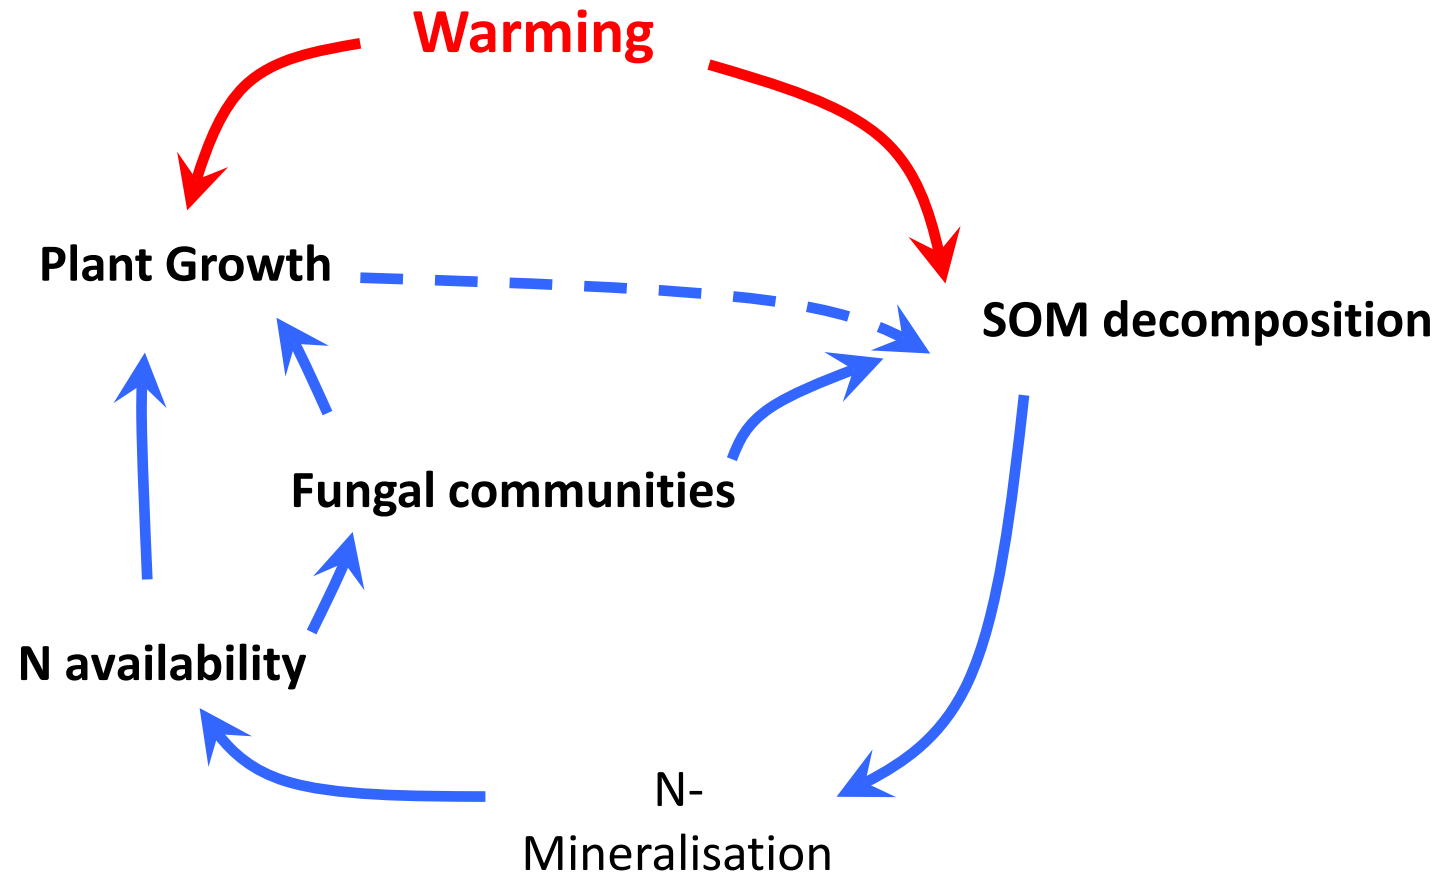 Warming
Plant Growth
SOM decomposition
Fungal communities
N availability
N-
Mineralisation